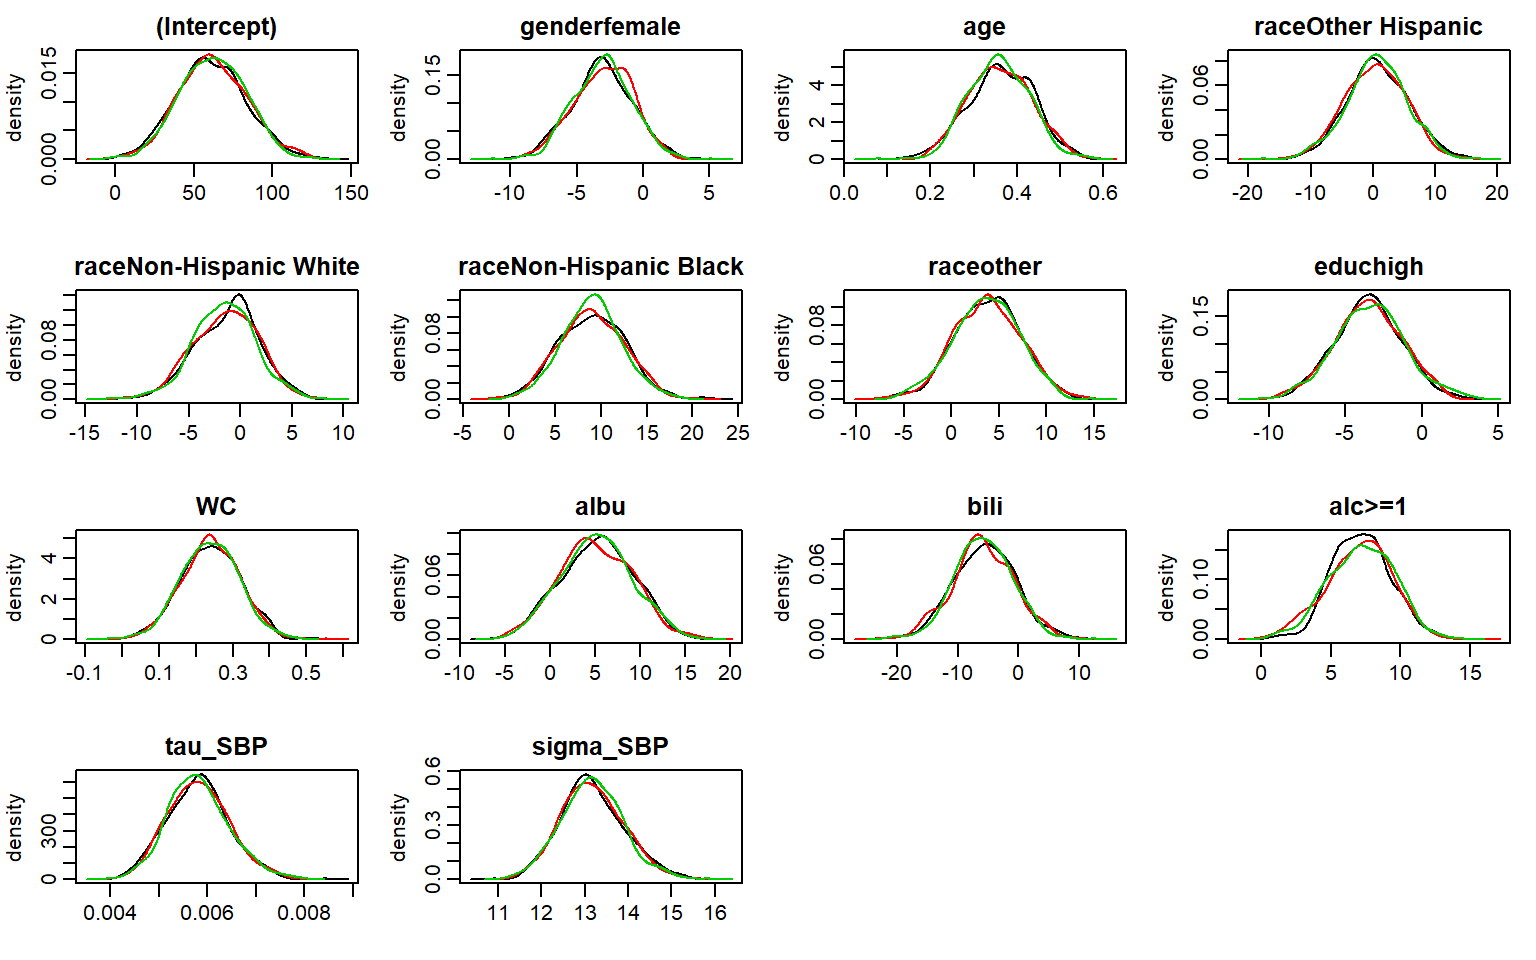 (Intercept)
density
0.000 0.015
0 50 100 150
genderfemale
density
0.00 0.15
-10 -5 0 5
age
density
0 2 4
0.0 0.2 0.4 0.6
raceOther Hispanic
density
0.00 0.06
-20 -10 0 10 20
raceNon-Hispanic White
density
0.00 0.08
-15 -10 -5 0 5 10
raceNon-Hispanic Black
density
0.00 0.08
-5 0 5 10 15 20 25
raceother
density
0.00 0.08
-10 -5 0 5 10 15
educhigh
density
0.00 0.15
-10 -5 0 5
WC
density
0 2 4
-0.1 0.1 0.3 0.5
albu
density
0.00 0.06
-10 -5 0 5 10 15 20
bili
density
0.00 0.06
-20 -10 0 10
alc>=1
density
0.00 0.10
0 5 10 15
tau_SBP
density
0 300
0.004 0.006 0.008
sigma_SBP
density
0.0 0.3 0.6
11 12 13 14 15 16